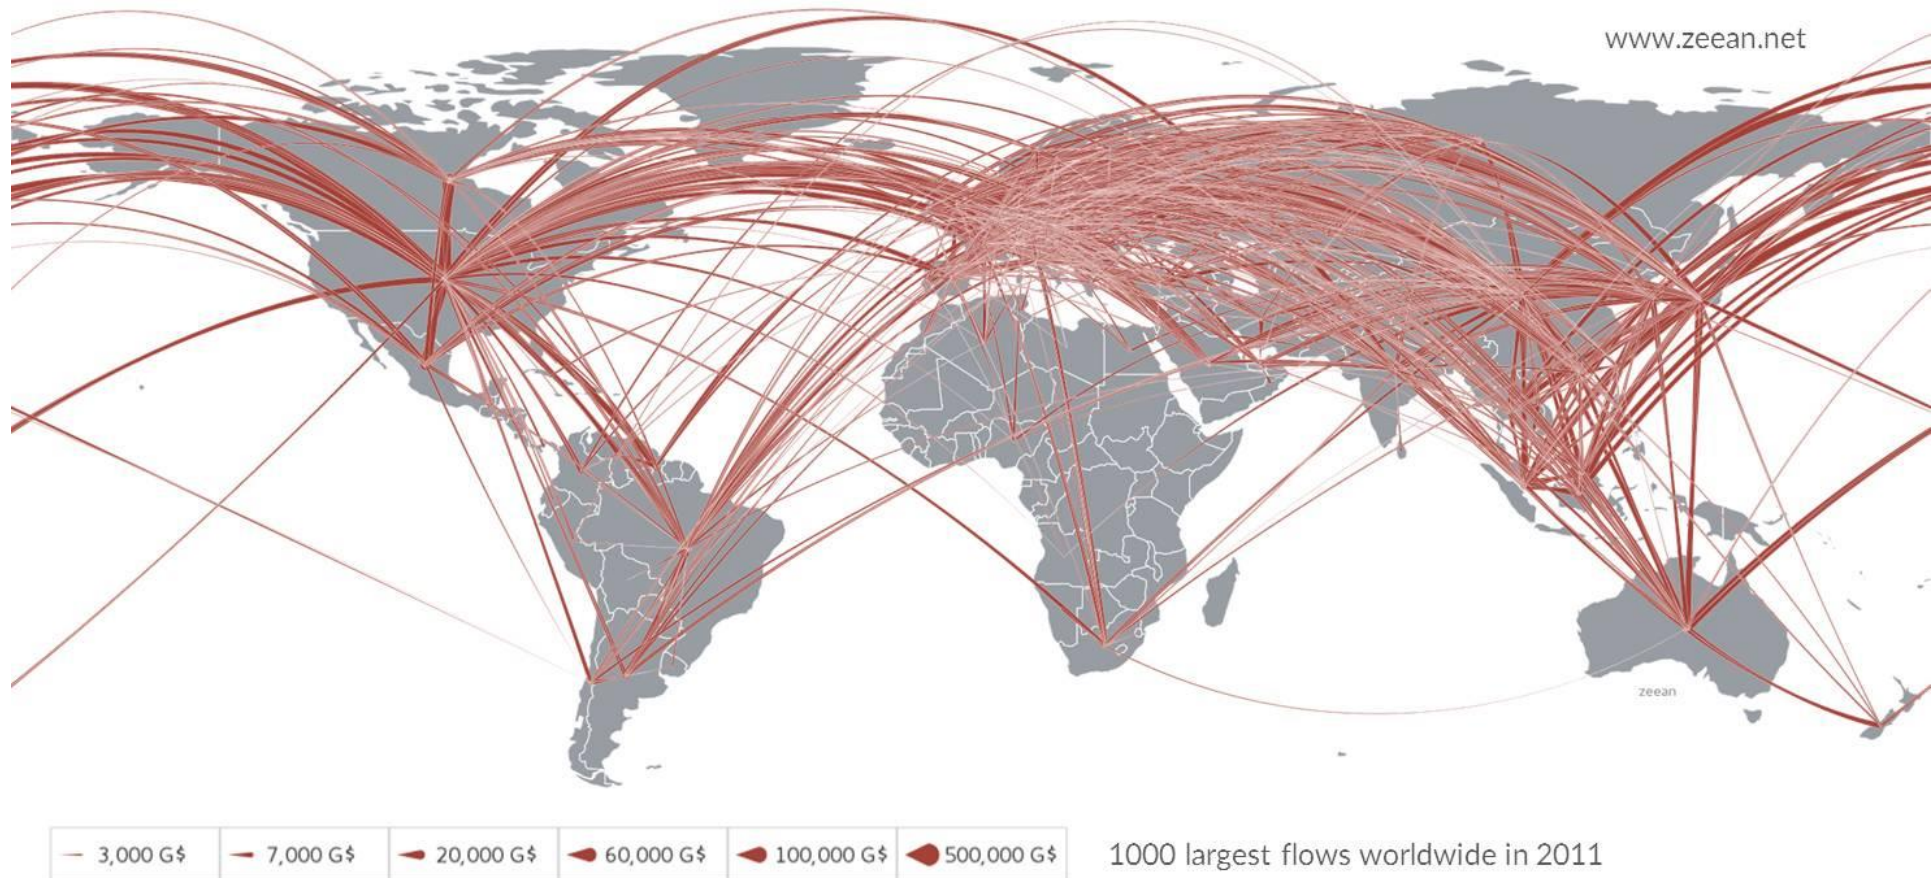 www.zeean.net
zeean
3,000 G$
7,000 G$
20,000 G$
60,000 G$
100,000 G$
500,000 G$
1000 largest flows worldwide in 2011